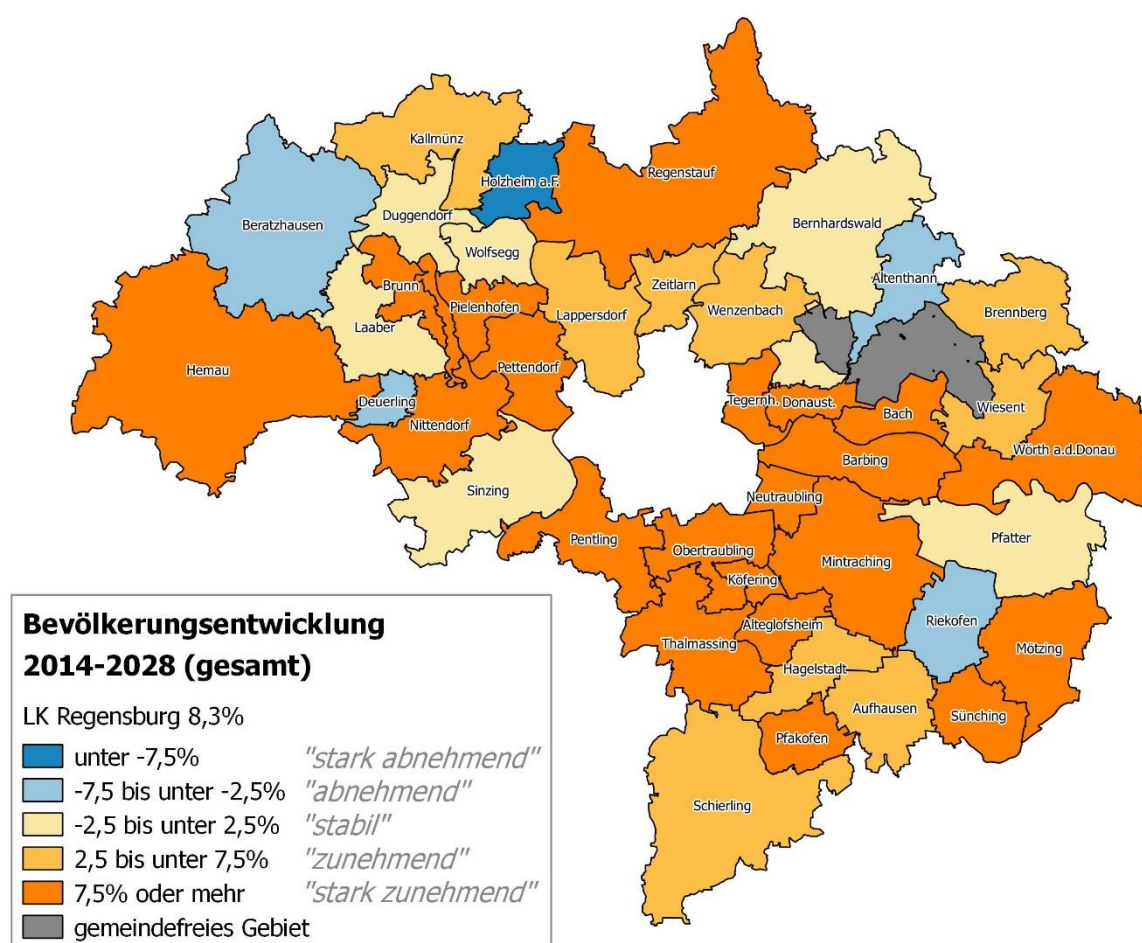 Kallmünz
Holzheim a.F.
Regenstauf
Beratzhausen
Duggendorf
Bernhardswald
Wolfsegg
Altenthann
Brunn
Pielenhofen
Zeitlarn
Lappersdorf
Wenzenbach
Brennberg
Laaber
Hemau
Pettendorf
Deuerling
Tegernh.
Donaust.
Bach
Wiesent
Nittendorf
Wörth a.d.Donau
Barbing
Sinzing
Neutraubling
Pentling
Obertraubling
Pfatter
Mintraching
Köfering
Alteglofsheim
Riekofen
Thalmassing
Mötzing
Hagelstadt
Aufhausen
Sünching
Pfakofen
Schierling
Bevölkerungsentwicklung
2014-2028 (gesamt)
LK Regensburg 8,3%
unter -7,5% "stark abnehmend"
-7,5 bis unter -2,5% "abnehmend"
-2,5 bis unter 2,5% "stabil"
2,5 bis unter 7,5% "zunehmend"
7,5% oder mehr "stark zunehmend"
gemeindefreies Gebiet